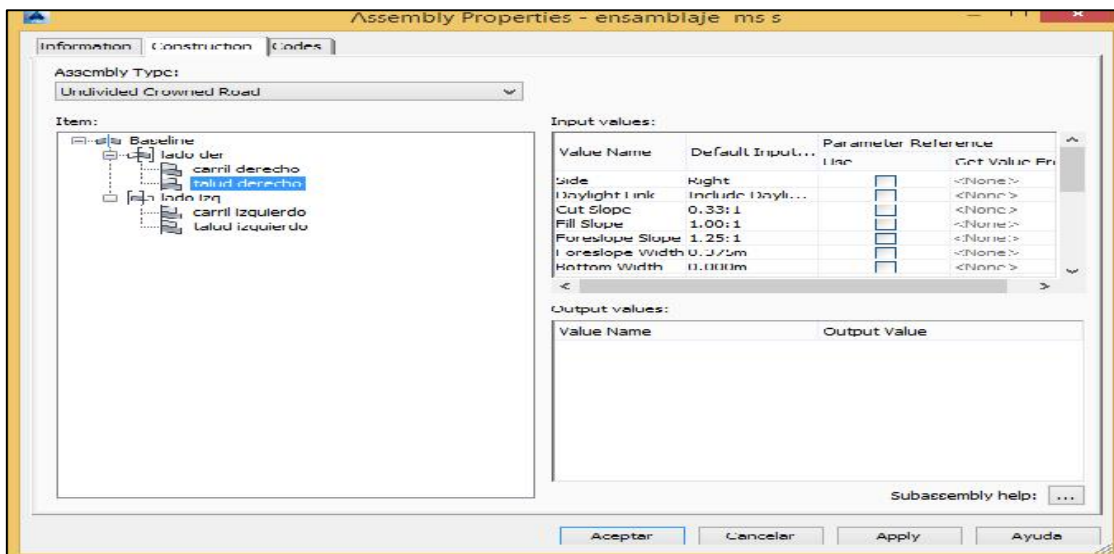 Assembly Properties - ensamblaje ms s
Information Construction Codes
Assembly Type:
Undivided Crowned Road
Item:
Baseline
lado der
carril derecho
talud derecho
lado izq
carril izquierdo
talud izquierdo
Input values:
Value Name Default Input... Parameter Reference
Use Get Value Fr
Side Right <None>
Daylight Link Include Dayli... <None>
Cut Slope 0.33:1 <None>
Fill Slope 1.00:1 <None>
Foreslope Slope 1.25:1 <None>
Foreslope Width 0.375m <None>
Bottom Width 0.000m <None>
Output values:
Value Name Output Value
Subassembly help: ...
Aceptar Cancelar Apply Ayuda